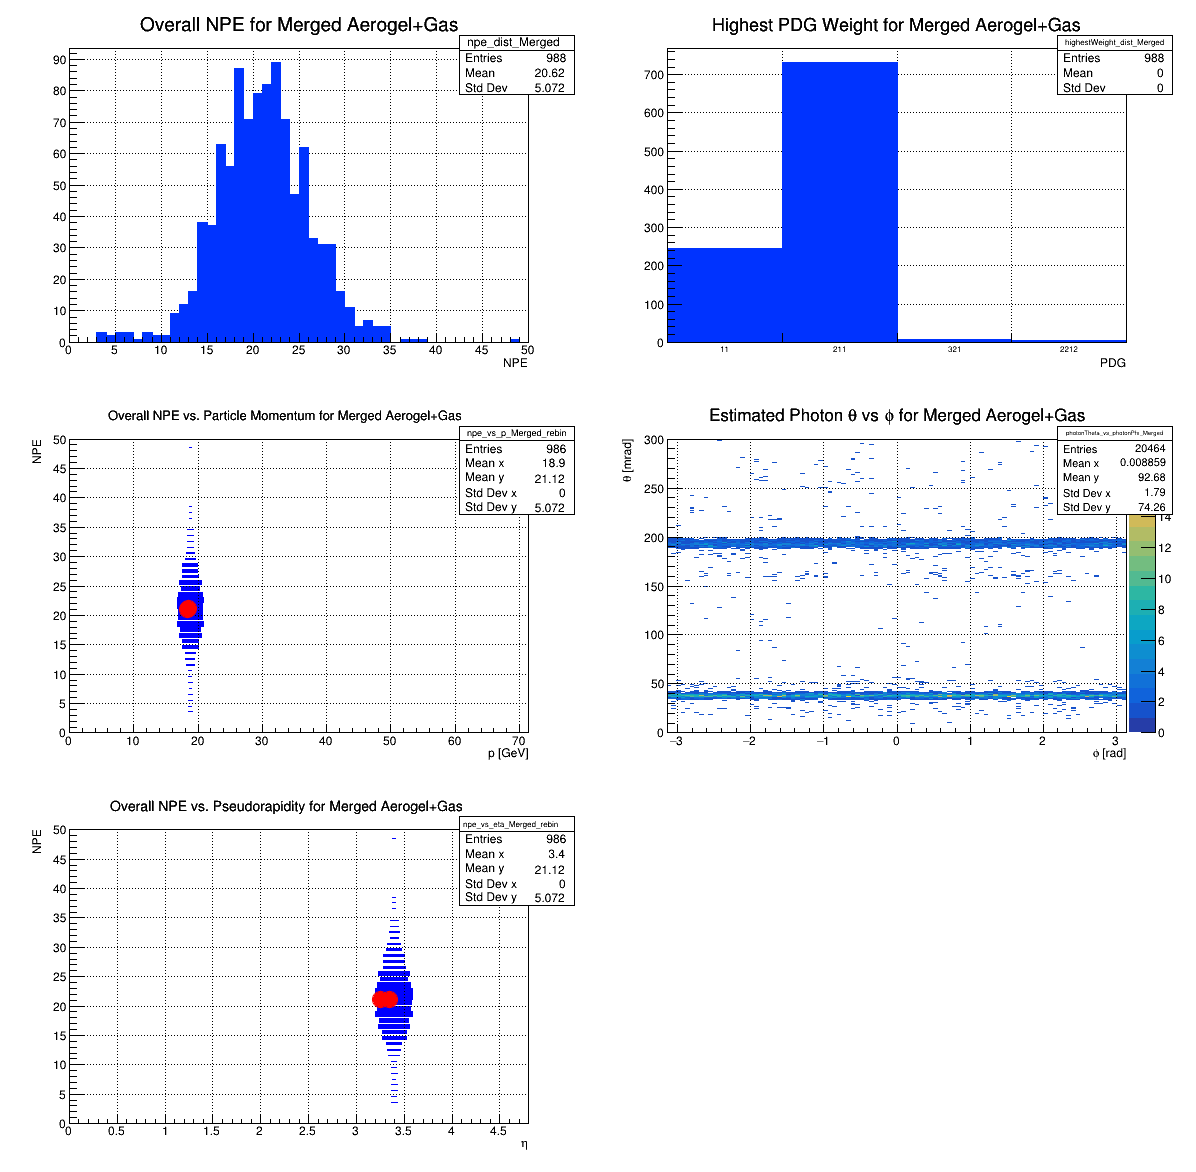 Overall NPE for Merged Aerogel+Gas
npe_dist_Merged
Entries 988
Mean 20.62
Std Dev 5.072
90
80
70
60
50
40
30
20
10
0
0 5 10 15 20 25 30 35 40 45 50
NPE
Highest PDG Weight for Merged Aerogel+Gas
highestWeight_dist_Merged
Entries 988
Mean 0
Std Dev 0
700
600
500
400
300
200
100
0
11 211 321 2212
PDG
Overall NPE vs. Particle Momentum for Merged Aerogel+Gas
npe_vs_p_Merged_rebin
Entries 986
Mean x 18.9
Mean y 21.12
Std Dev x 0
Std Dev y 5.072
NPE
50
45
40
35
30
25
20
15
10
5
0
0 10 20 30 40 50 60 70
p [GeV]
Estimated Photon θ vs ϕ for Merged Aerogel+Gas
photonTheta_vs_photonPhi_Merged
Entries 20464
Mean x 0.008859
Mean y 92.68
Std Dev x 1.79
Std Dev y 74.26
θ [mrad]
300
250
200
150
100
50
0
−3 −2 −1 0 1 2 3
ϕ [rad]
14
12
10
8
6
4
2
0
Overall NPE vs. Pseudorapidity for Merged Aerogel+Gas
npe_vs_eta_Merged_rebin
Entries 986
Mean x 3.4
Mean y 21.12
Std Dev x 0
Std Dev y 5.072
NPE
50
45
40
35
30
25
20
15
10
5
0
0 0.5 1 1.5 2 2.5 3 3.5 4 4.5
η